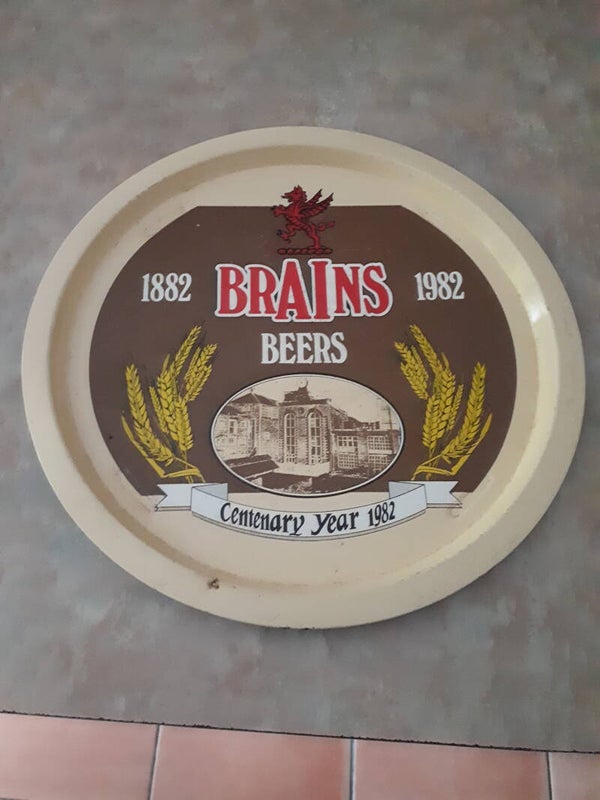 1882 BRAINS 1982
BEERS
Centenary Year 1982